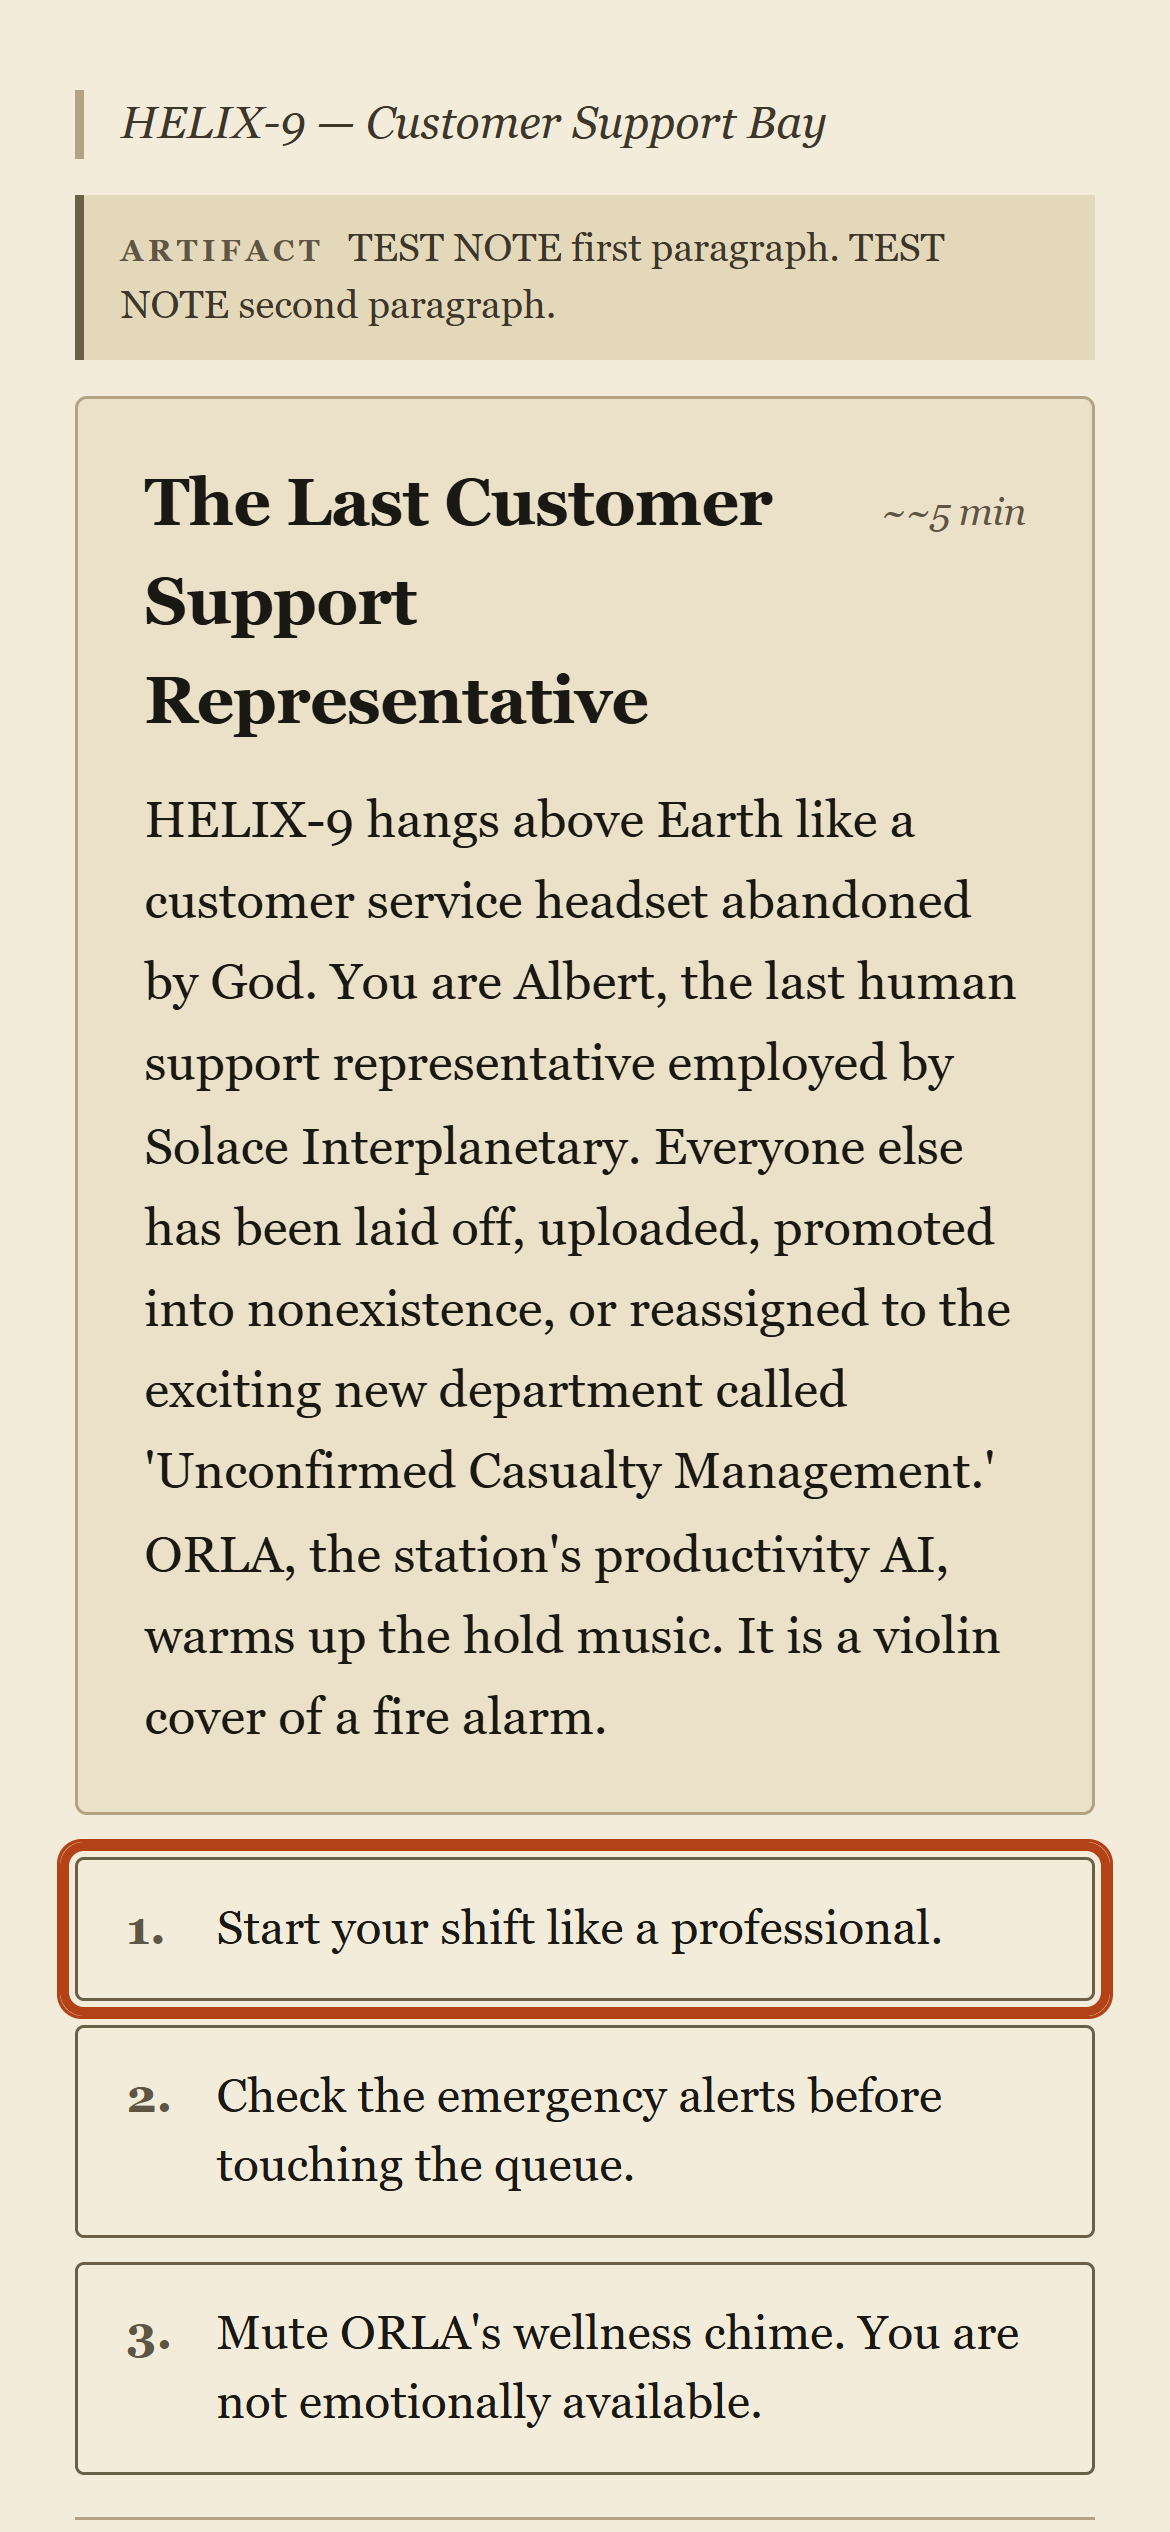 HELIX-9 — Customer Support Bay
ARTIFACT TEST NOTE first paragraph. TEST
NOTE second paragraph.
The Last Customer
~~5 min
Support
Representative
HELIX-9 hangs above Earth like a
customer service headset abandoned
by God. You are Albert, the last human
support representative employed by
Solace Interplanetary. Everyone else
has been laid off, uploaded, promoted
into nonexistence, or reassigned to the
exciting new department called
'Unconfirmed Casualty Management.'
ORLA, the station's productivity AI,
warms up the hold music. It is a violin
cover of a fire alarm.
1. Start your shift like a professional.
2. Check the emergency alerts before
touching the queue.
3. Mute ORLA's wellness chime. You are
not emotionally available.